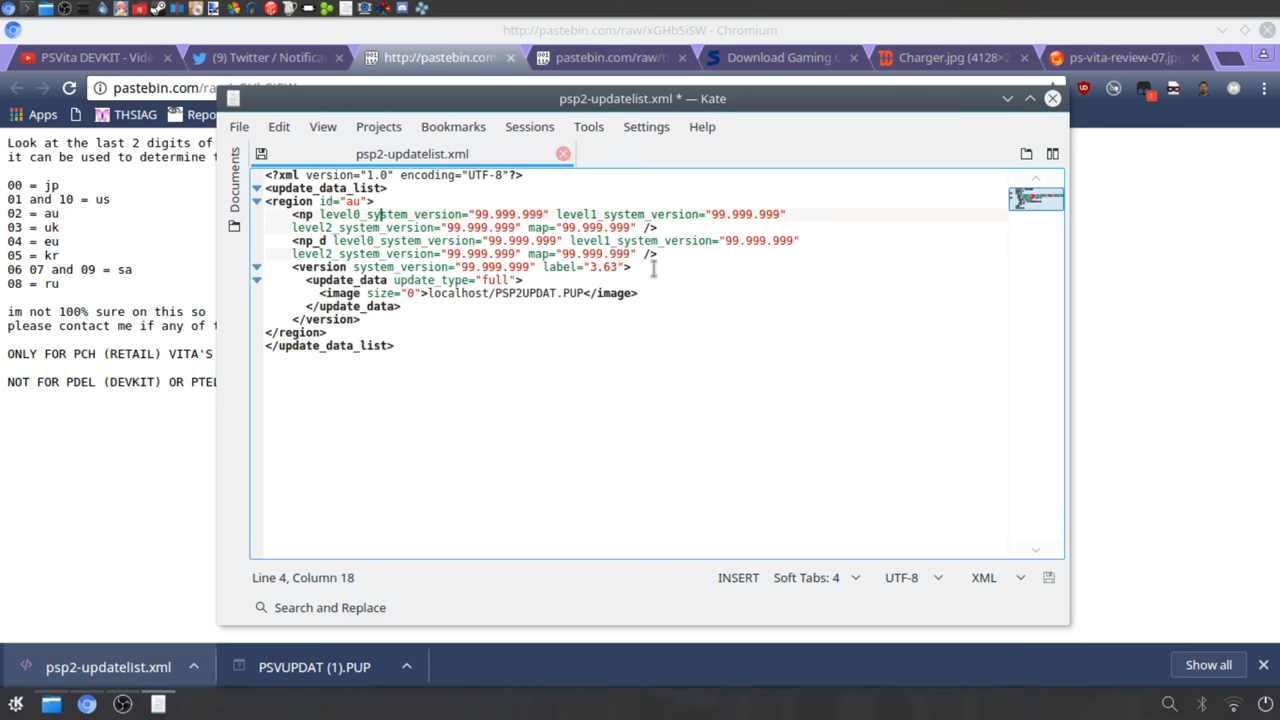 http://pastebin.com/raw/xGHbSiSW - Chromium
PSVita DEVKIT - Vide
(9) Twitter / Notificat
http://pastebin.com
pastebin.com/raw/t
Download Gaming
Charger.jpg (4128×2
ps-vita-review-07.jp
pastebin.com/ra
Apps
THSIAG
Repo
psp2-updatelist.xml * — Kate
File Edit View Projects Bookmarks Sessions Tools Settings Help
Documents
psp2-updatelist.xml
Look at the last 2 digits of
it can be used to determine t
00 = jp
01 and 10 = us
02 = au
03 = uk
04 = eu
05 = kr
06 07 and 09 = sa
08 = ru
im not 100% sure on this so
please contact me if any of t
ONLY FOR PCH (RETAIL) VITA'S
NOT FOR PDEL (DEVKIT) OR PTEL
<?xml version="1.0" encoding="UTF-8"?>
<update_data_list>
<region id="au">
<np level0_system_version="99.999.999" level1_system_version="99.999.999"
level2_system_version="99.999.999" map="99.999.999" />
<np_d level0_system_version="99.999.999" level1_system_version="99.999.999"
level2_system_version="99.999.999" map="99.999.999" />
<version system_version="99.999.999" label="3.63">
<update_data update_type="full">
<image size="0">localhost/PSP2UPDAT.PUP</image>
</update_data>
</version>
</region>
</update_data_list>
Line 4, Column 18
INSERT
Soft Tabs: 4
UTF-8
XML
Search and Replace
psp2-updatelist.xml
PSVUPDAT (1).PUP
Show all